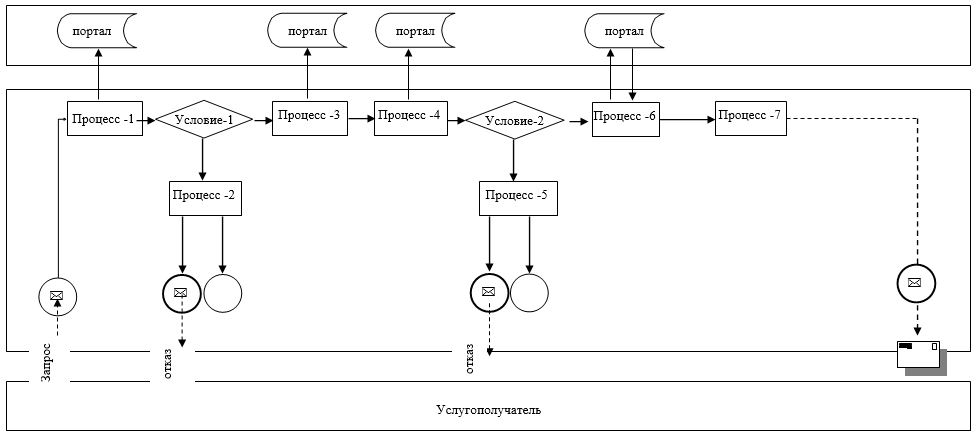 портал
портал
портал
портал
Процесс -1
Условие-1
Процесс -3
Процесс -4
Условие-2
Процесс -6
Процесс -7
Процесс -2
Процесс -5
Запрос
отказ
отказ
Услугополучатель